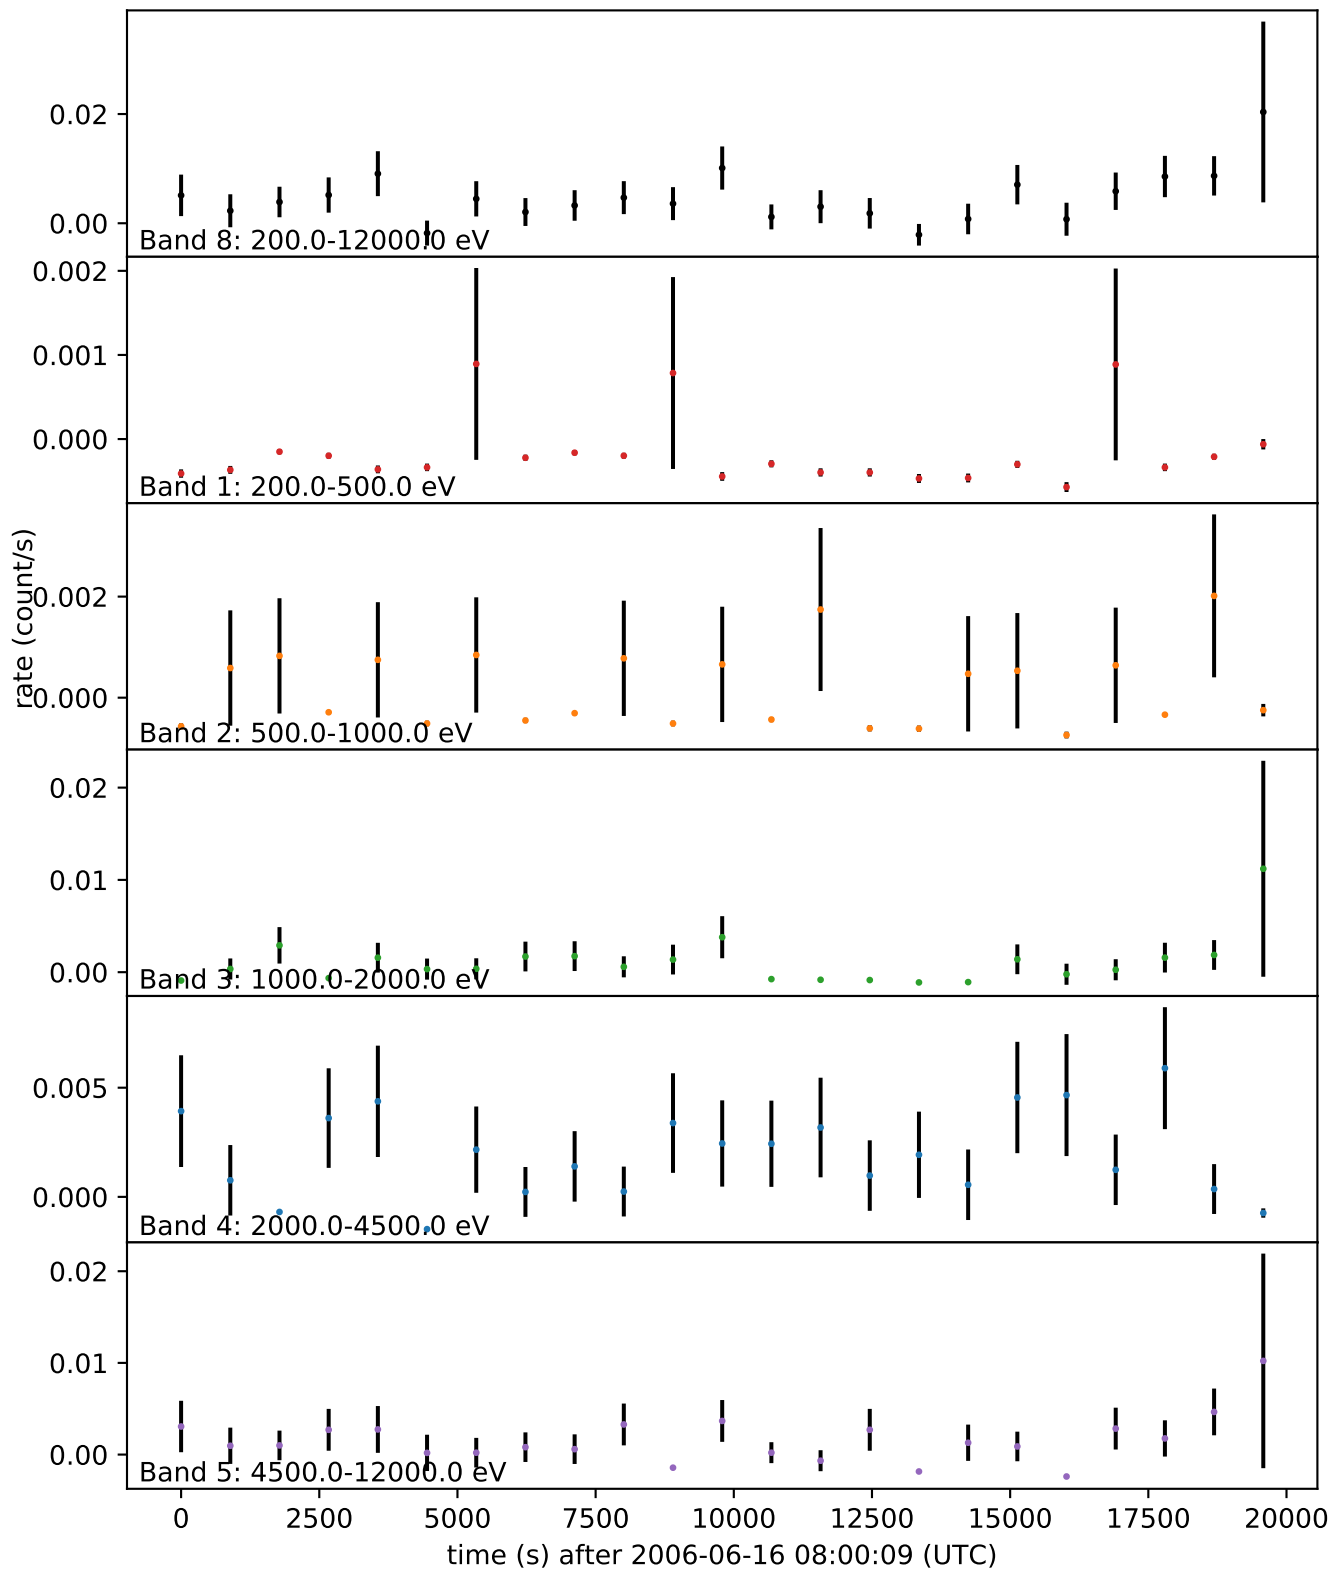 0.02
0.00
Band 8: 200.0-12000.0 eV
0.002
0.001
0.000
Band 1: 200.0-500.0 eV
rate (count/s)
0.002
0.000
Band 2: 500.0-1000.0 eV
0.02
0.01
0.00
Band 3: 1000.0-2000.0 eV
0.005
0.000
Band 4: 2000.0-4500.0 eV
0.02
0.01
0.00
Band 5: 4500.0-12000.0 eV
0 2500 5000 7500 10000 12500 15000 17500 20000
time (s) after 2006-06-16 08:00:09 (UTC)